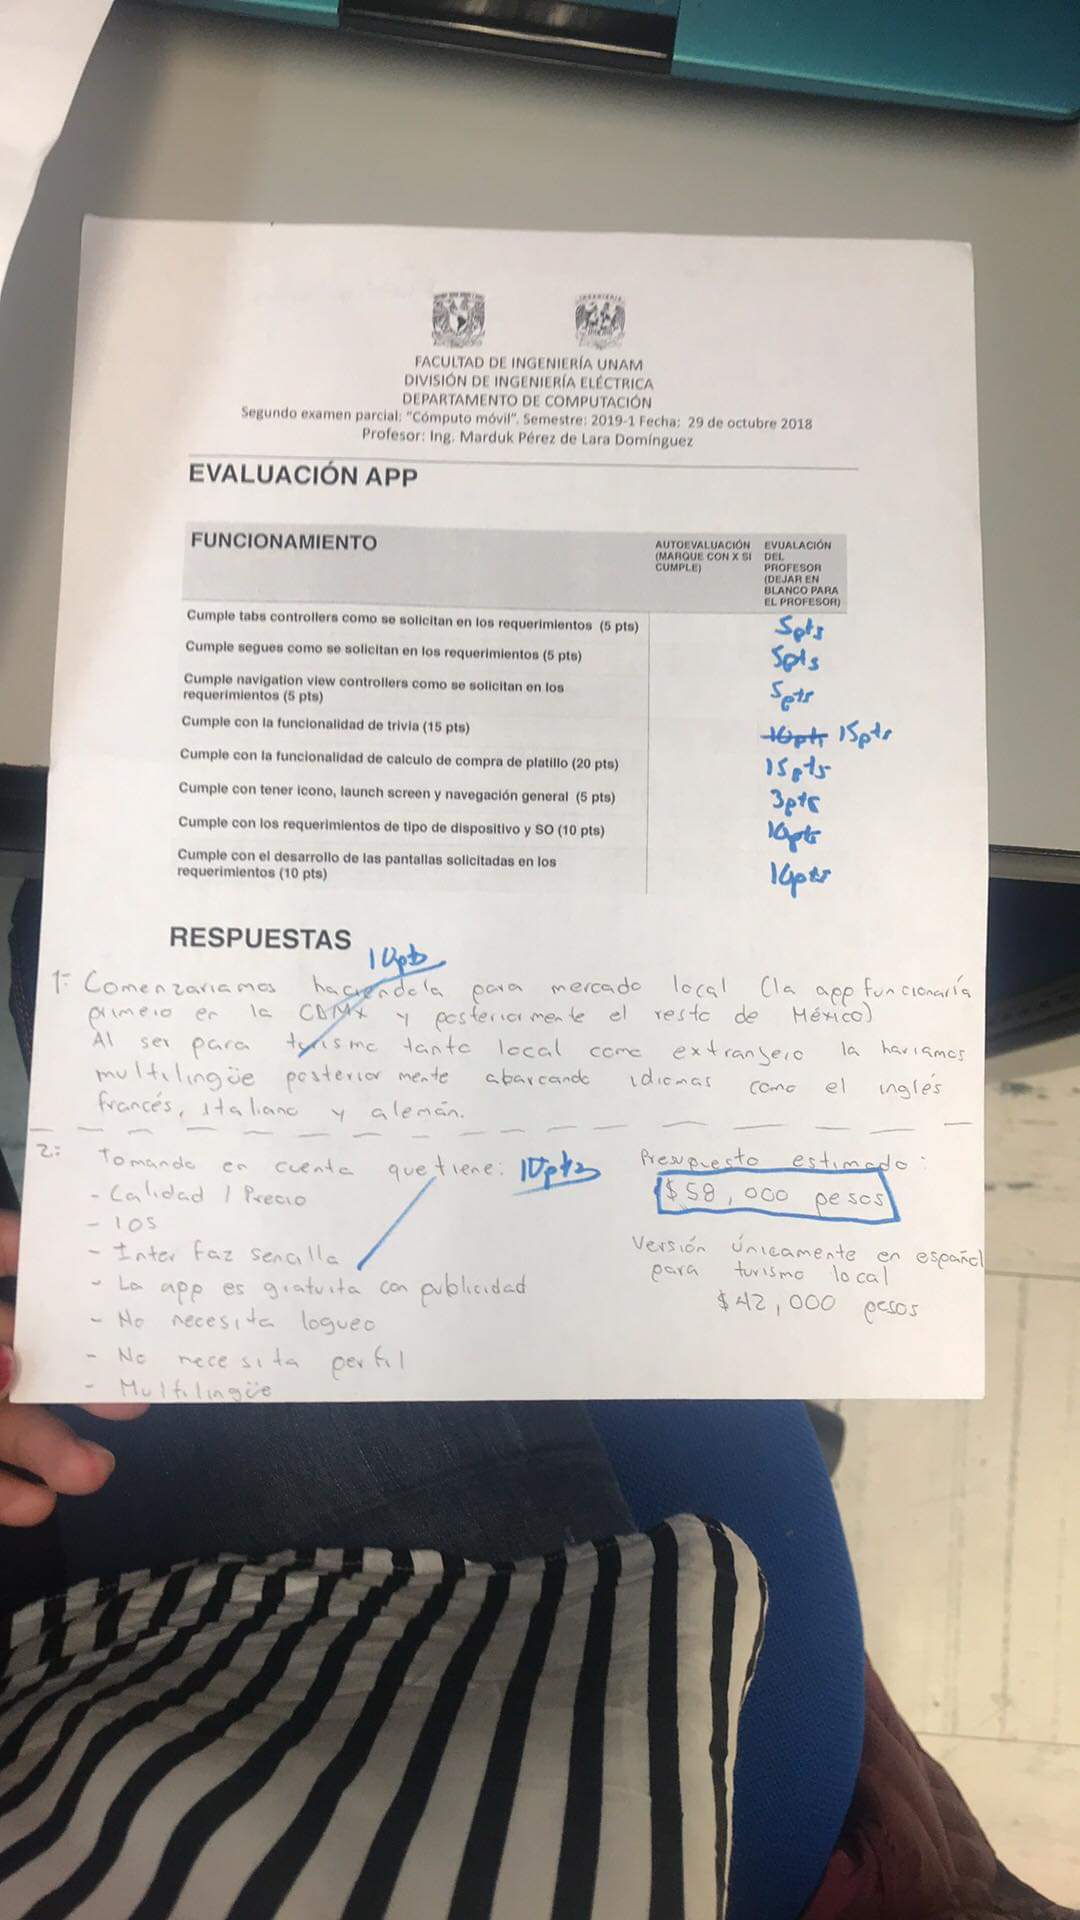 FACULTAD DE INGENIERÍA UNAM
DIVISIÓN DE INGENIERÍA ELÉCTRICA
DEPARTAMENTO DE COMPUTACIÓN
Segundo examen parcial: "Cómputo móvil". Semestre: 2019-1 Fecha: 29 de octubre 2018
Profesor: Ing. Marduk Pérez de Lara Domínguez
EVALUACIÓN APP
FUNCIONAMIENTO
AUTOEVALUACIÓN
(MARQUE CON X SI
CUMPLE)
EVUALACIÓN
DEL
PROFESOR
(DEJAR EN
BLANCO PARA
EL PROFESOR)
Cumple tabs controllers como se solicitan en los requerimientos (5 pts) 5pts
Cumple segues como se solicitan en los requerimientos (5 pts) 5pts
Cumple navigation view controllers como se solicitan en los
requerimientos (5 pts) 5pts
Cumple con la funcionalidad de trivia (15 pts) 10pts 15pts
Cumple con la funcionalidad de calculo de compra de platillo (20 pts) 15pts
Cumple con tener icono, launch screen y navegación general (5 pts) 3pts
Cumple con los requerimientos de tipo de dispositivo y SO (10 pts) 10pts
Cumple con el desarrollo de las pantallas solicitadas en los
requerimientos (10 pts) 10pts
RESPUESTAS
10pts
1- Comenzaríamos haciéndola para mercado local (la app funcionaría
primero en la CDMX y posteriormente el resto de México)
Al ser para turismo tanto local como extranjero la haríamos
multilingüe posteriormente abarcando idiomas como el inglés
francés, italiano y alemán.
2: Tomando en cuenta que tiene: 10pts
- Calidad / Precio
- IOS
- Interfaz sencilla
- La app es gratuita con publicidad
- No necesita logueo
- No necesita perfil
- Multilingüe
Presupuesto estimado:
$58,000 pesos
Versión únicamente en español
para turismo local
$42,000 pesos